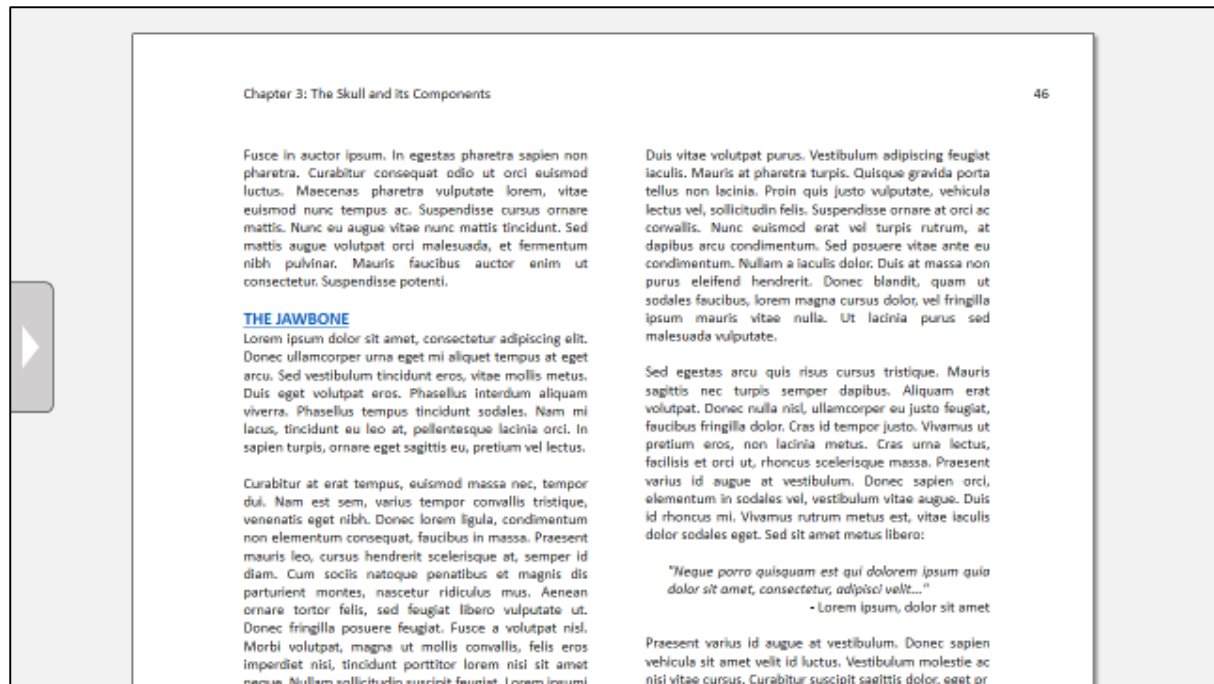 Chapter 3: The Skull and its Components
46
Fusce in auctor ipsum. In egestas pharetra sapien non
pharetra. Curabitur consequat odio ut orci euismod
luctus. Maecenas pharetra vulputate lorem, vitae
euismod nunc tempus ac. Suspendisse cursus ornare
mattis. Nunc eu augue vitae nunc mattis tincidunt. Sed
mattis augue volutpat orci malesuada, et fermentum
nibh pulvinar. Mauris faucibus auctor enim ut
consectetur. Suspendisse potenti.
THE JAWBONE
Lorem ipsum dolor sit amet, consectetur adipiscing elit.
Donec ullamcorper urna eget mi aliquet tempus at eget
arcu. Sed vestibulum tincidunt eros, vitae mollis metus.
Duis eget volutpat eros. Phasellus interdum aliquam
viverra. Phasellus tempus tincidunt sodales. Nam mi
lacus, tincidunt eu leo at, pellentesque lacinia orci. In
sapien turpis, ornare eget sagittis eu, pretium vel lectus.
Curabitur at erat tempus, euismod massa nec, tempor
dui. Nam est sem, varius tempor convallis tristique,
venenatis eget nibh. Donec lorem ligula, condimentum
non elementum consequat, faucibus in massa. Praesent
mauris leo, cursus hendrerit scelerisque at, semper id
diam. Cum sociis natoque penatibus et magnis dis
parturient montes, nascetur ridiculus mus. Aenean
ornare tortor felis, sed feugiat libero vulputate ut.
Donec fringilla posuere feugiat. Fusce a volutpat nisl.
Morbi volutpat, magna ut mollis convallis, felis eros
imperdiet nisi, tincidunt porttitor lorem nisi sit amet
neque. Nullam sollicitudin suscipit feugiat. Lorem ipsumi
Duis vitae volutpat purus. Vestibulum adipiscing feugiat
iaculis. Mauris at pharetra turpis. Quisque gravida porta
tellus non lacinia. Proin quis justo vulputate, vehicula
lectus vel, sollicitudin felis. Suspendisse ornare at orci ac
convallis. Nunc euismod erat vel turpis rutrum, at
dapibus arcu condimentum. Sed posuere vitae ante eu
condimentum. Nullam a iaculis dolor. Duis at massa non
purus eleifend hendrerit. Donec blandit, quam ut
sodales faucibus, lorem magna cursus dolor, vel fringilla
ipsum mauris vitae nulla. Ut lacinia purus sed
malesuada vulputate.
Sed egestas arcu quis risus cursus tristique. Mauris
sagittis nec turpis semper dapibus. Aliquam erat
volutpat. Donec nulla nisl, ullamcorper eu justo feugiat,
faucibus fringilla dolor. Cras id tempor justo. Vivamus ut
pretium eros, non lacinia metus. Cras urna lectus,
facilisis et orci ut, rhoncus scelerisque massa. Praesent
varius id augue at vestibulum. Donec sapien orci,
elementum in sodales vel, vestibulum vitae augue. Duis
id rhoncus mi. Vivamus rutrum metus est, vitae iaculis
dolor sodales eget. Sed sit amet metus libero:
"Neque porro quisquam est qui dolorem ipsum quia
dolor sit amet, consectetur, adipisci velit..."
- Lorem ipsum, dolor sit amet
Praesent varius id augue at vestibulum. Donec sapien
vehicula sit amet velit id luctus. Vestibulum molestie ac
nisi vitae cursus. Curabitur suscipit sagittis dolor, eget pr